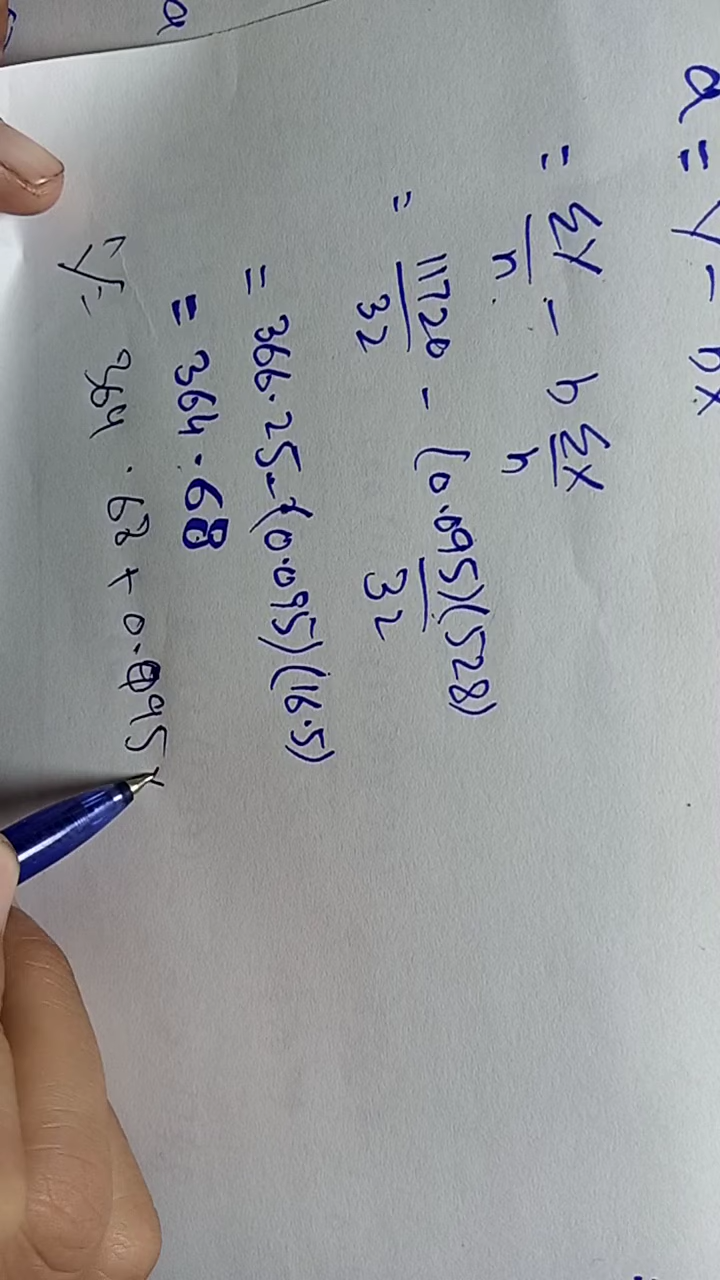 a = y - bx
= Σy/n - b Σx/n
= 11720/32 - (0.095)(528)/32
= 366.25 - (0.095)(16.5)
= 364.68
y = 364.68 + 0.095x
a